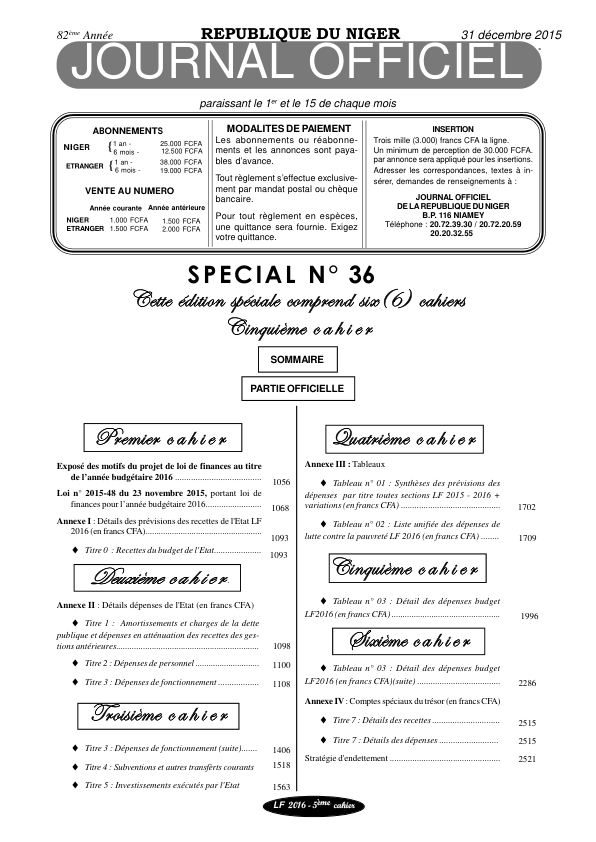 82ème Année
REPUBLIQUE DU NIGER
31 décembre 2015
JOURNAL OFFICIEL
-
paraissant le 1er et le 15 de chaque mois
ABONNEMENTS
NIGER { 1 an - 25.000 FCFA
6 mois - 12.500 FCFA
ETRANGER { 1 an - 38.000 FCFA
6 mois - 19.000 FCFA
VENTE AU NUMERO
Année courante Année antérieure
NIGER 1.000 FCFA 1.500 FCFA
ETRANGER 1.500 FCFA 2.000 FCFA
MODALITES DE PAIEMENT
Les abonnements ou réabonne-
ments et les annonces sont paya-
bles d'avance.
Tout règlement s'effectue exclusive-
ment par mandat postal ou chèque
bancaire.
Pour tout règlement en espèces,
une quittance sera fournie. Exigez
votre quittance.
INSERTION
Trois mille (3.000) francs CFA la ligne.
Un minimum de perception de 30.000 FCFA.
par annonce sera appliqué pour les insertions.
Adresser les correspondances, textes à in-
sérer, demandes de renseignements à :
JOURNAL OFFICIEL
DE LA REPUBLIQUE DU NIGER
B.P. 116 NIAMEY
Téléphone : 20.72.39.30 / 20.72.20.59
20.20.32.55
SPECIAL N° 36
Cette édition spéciale comprend six (6) cahiers
Cinquième cahier
SOMMAIRE
PARTIE OFFICIELLE
Premier cahier
Exposé des motifs du projet de loi de finances au titre
de l'année budgétaire 2016 ................................... 1056
Loi n° 2015-48 du 23 novembre 2015, portant loi de
finances pour l'année budgétaire 2016...................... 1068
Annexe I : Détails des prévisions des recettes de l'Etat LF
2016 (en francs CFA)............................................... 1093
♦ Titre 0 : Recettes du budget de l'Etat................... 1093
Deuxième cahier
Annexe II : Détails dépenses de l'Etat (en francs CFA)
♦ Titre 1 : Amortissements et charges de la dette
publique et dépenses en atténuation des recettes des ges-
tions antérieures......................................................... 1098
♦ Titre 2 : Dépenses de personnel ......................... 1100
♦ Titre 3 : Dépenses de fonctionnement ................. 1108
Troisième cahier
♦ Titre 3 : Dépenses de fonctionnement (suite)....... 1406
♦ Titre 4 : Subventions et autres transfèrts courants 1518
♦ Titre 5 : Investissements exécutés par l'Etat 1563
Quatrième cahier
Annexe III : Tableaux
♦ Tableau n° 01 : Synthèses des prévisions des
dépenses par titre toutes sections LF 2015 - 2016 +
variations (en francs CFA) ......................................... 1702
♦ Tableau n° 02 : Liste unifiée des dépenses de
lutte contre la pauvreté LF 2016 (en francs CFA) ........ 1709
Cinquième cahier
♦ Tableau n° 03 : Détail des dépenses budget
LF2016 (en francs CFA) ............................................. 1996
Sixième cahier
♦ Tableau n° 03 : Détail des dépenses budget
LF2016 (en francs CFA)(suite) ................................... 2286
Annexe IV : Comptes spéciaux du trésor (en francs CFA)
♦ Titre 7 : Détails des recettes ............................ 2515
♦ Titre 7 : Détails des dépenses ......................... 2515
Stratégie d'endettement ............................................. 2521
LF 2016 - 5ème cahier